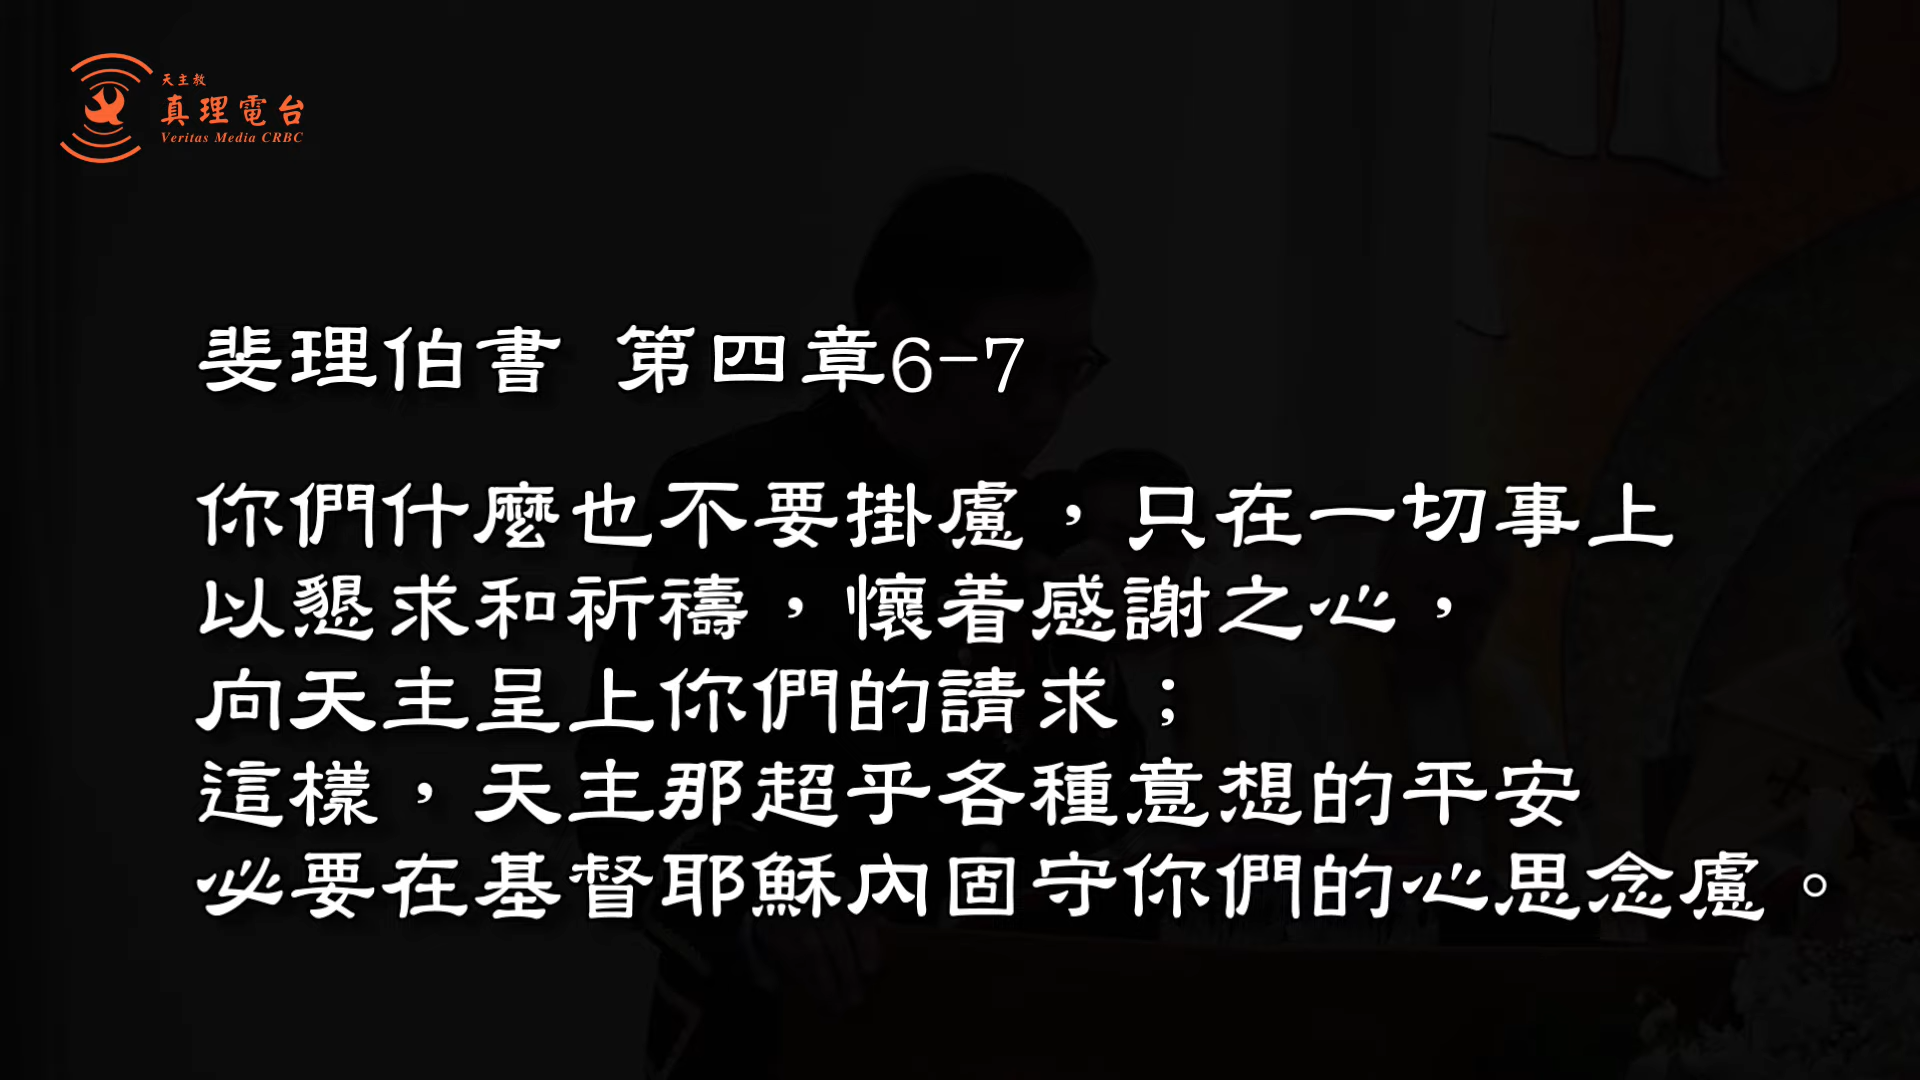 天主教
真理電台
Veritas Media CRBC
斐理伯書 第四章6-7
你們什麼也不要掛慮，只在一切事上
以懇求和祈禱，懷着感謝之心，
向天主呈上你們的請求；
這樣，天主那超乎各種意想的平安
必要在基督耶穌內固守你們的心思念慮。